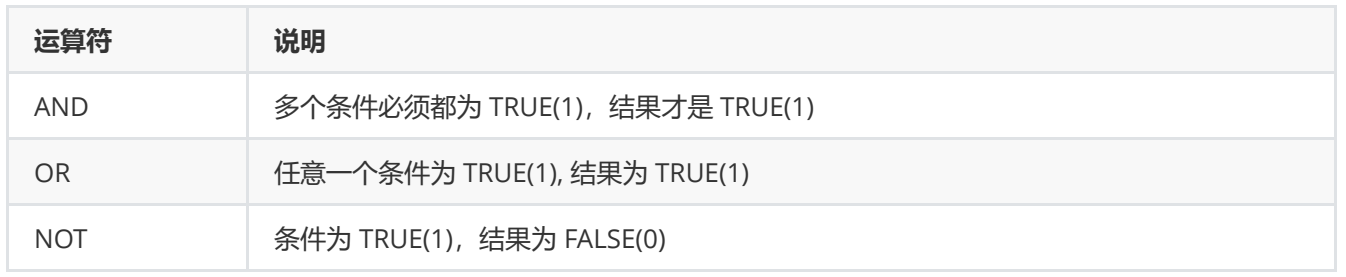 运算符 说明
AND 多个条件必须都为 TRUE(1)，结果才是 TRUE(1)
OR 任意一个条件为 TRUE(1), 结果为 TRUE(1)
NOT 条件为 TRUE(1)，结果为 FALSE(0)